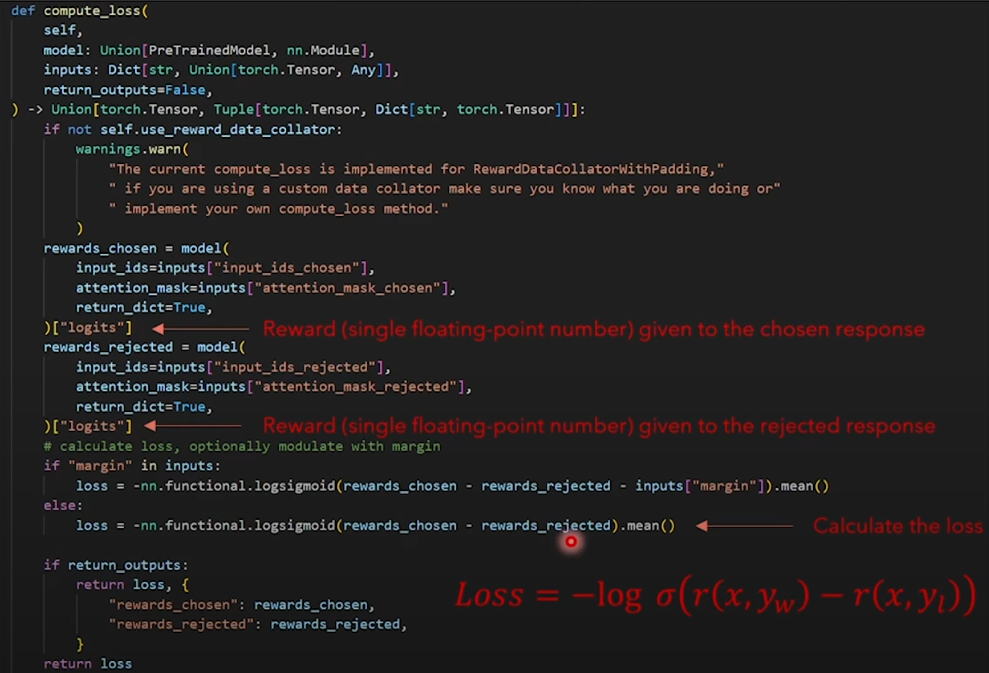 def compute_loss(
    self,
    model: Union[PreTrainedModel, nn.Module],
    inputs: Dict[str, Union[torch.Tensor, Any]],
    return_outputs=False,
) -> Union[torch.Tensor, Tuple[torch.Tensor, Dict[str, torch.Tensor]]]:
    if not self.use_reward_data_collator:
        warnings.warn(
            "The current compute_loss is implemented for RewardDataCollatorWithPadding,"
            " if you are using a custom data collator make sure you know what you are doing or"
            " implement your own compute_loss method."
        )
    rewards_chosen = model(
        input_ids=inputs["input_ids_chosen"],
        attention_mask=inputs["attention_mask_chosen"],
        return_dict=True,
    )["logits"] Reward (single floating-point number) given to the chosen response
    rewards_rejected = model(
        input_ids=inputs["input_ids_rejected"],
        attention_mask=inputs["attention_mask_rejected"],
        return_dict=True,
    )["logits"] Reward (single floating-point number) given to the rejected response
    # calculate loss, optionally modulate with margin
    if "margin" in inputs:
        loss = -nn.functional.logsigmoid(rewards_chosen - rewards_rejected - inputs["margin"]).mean()
    else:
        loss = -nn.functional.logsigmoid(rewards_chosen - rewards_rejected).mean() Calculate the loss
    if return_outputs:
        return loss, {
            "rewards_chosen": rewards_chosen,
            "rewards_rejected": rewards_rejected,
        }
    return loss
Loss = −log σ(r(x, y_w) − r(x, y_l))